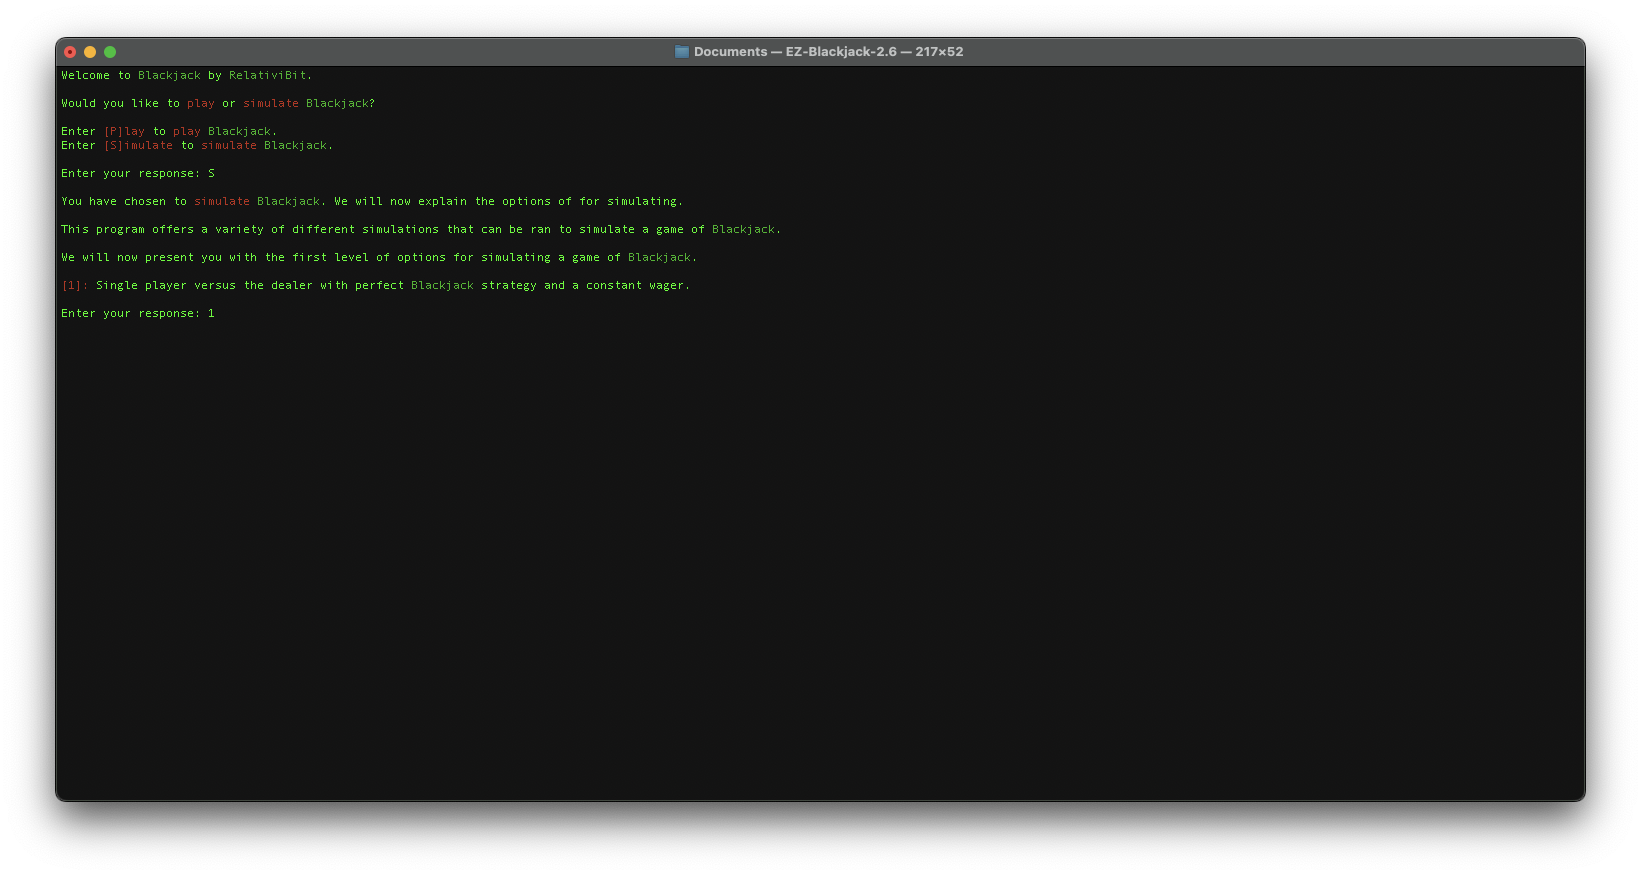 Documents — EZ-Blackjack-2.6 — 217×52
Welcome to Blackjack by RelativiBit.
Would you like to play or simulate Blackjack?
Enter [P]lay to play Blackjack.
Enter [S]imulate to simulate Blackjack.
Enter your response: S
You have chosen to simulate Blackjack. We will now explain the options of for simulating.
This program offers a variety of different simulations that can be ran to simulate a game of Blackjack.
We will now present you with the first level of options for simulating a game of Blackjack.
[1]: Single player versus the dealer with perfect Blackjack strategy and a constant wager.
Enter your response: 1